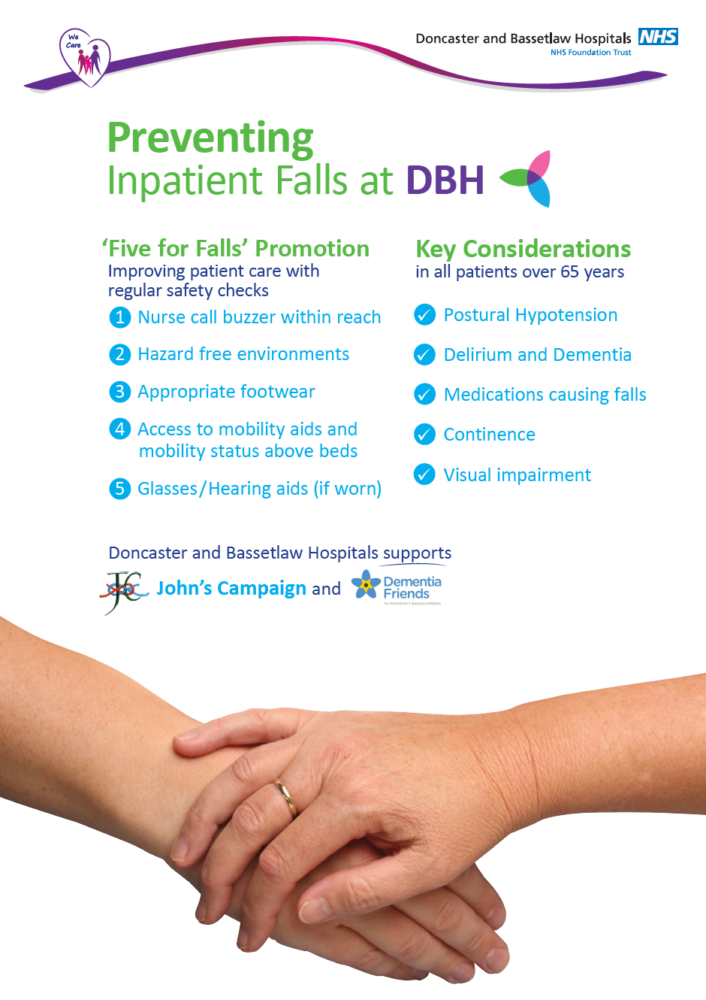 We
Care
Doncaster and Bassetlaw Hospitals NHS
NHS Foundation Trust
Preventing
Inpatient Falls at DBH
‘Five for Falls’ Promotion
Improving patient care with
regular safety checks
1 Nurse call buzzer within reach
2 Hazard free environments
3 Appropriate footwear
4 Access to mobility aids and
mobility status above beds
5 Glasses/Hearing aids (if worn)
Key Considerations
in all patients over 65 years
Postural Hypotension
Delirium and Dementia
Medications causing falls
Continence
Visual impairment
Doncaster and Bassetlaw Hospitals supports
JC John’s Campaign and Dementia
Friends
An Alzheimer's Society initiative